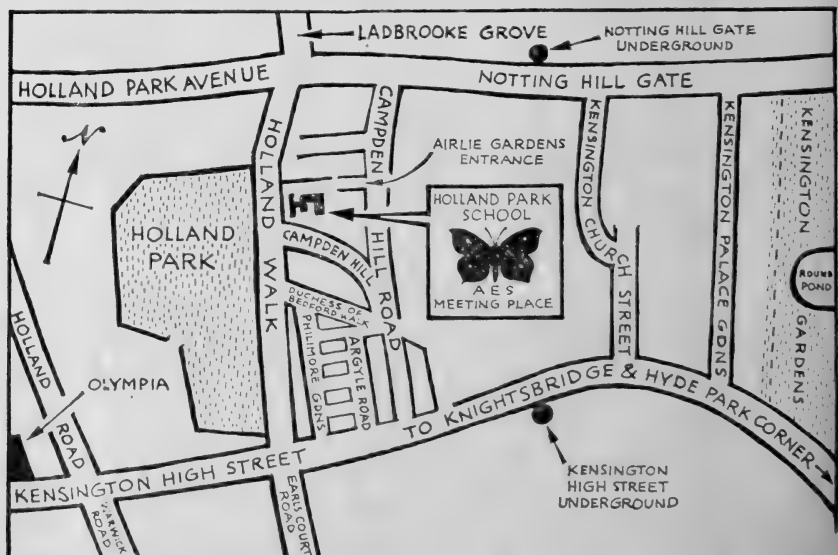 LADBROOKE GROVE
NOTTING HILL GATE
UNDERGROUND
HOLLAND PARK AVENUE
NOTTING HILL GATE
N
HOLLAND WALK
CAMPDEN HILL ROAD
AIRLIE GARDENS
ENTRANCE
KENSINGTON CHURCH STREET
KENSINGTON PALACE GDNS
KENSINGTON GARDENS
HOLLAND PARK
SCHOOL
AES
MEETING PLACE
HOLLAND
PARK
CAMPDEN HILL
ROUND
POND
DUCHESS OF
BEDFORD WALK
PHILIMORE GDNS
ARGYLE ROAD
HOLLAND ROAD
OLYMPIA
TO KNIGHTSBRIDGE & HYDE PARK CORNER
KENSINGTON HIGH STREET
KENSINGTON
HIGH STREET
UNDERGROUND
WARWICK
ROAD
EARLS COURT
ROAD